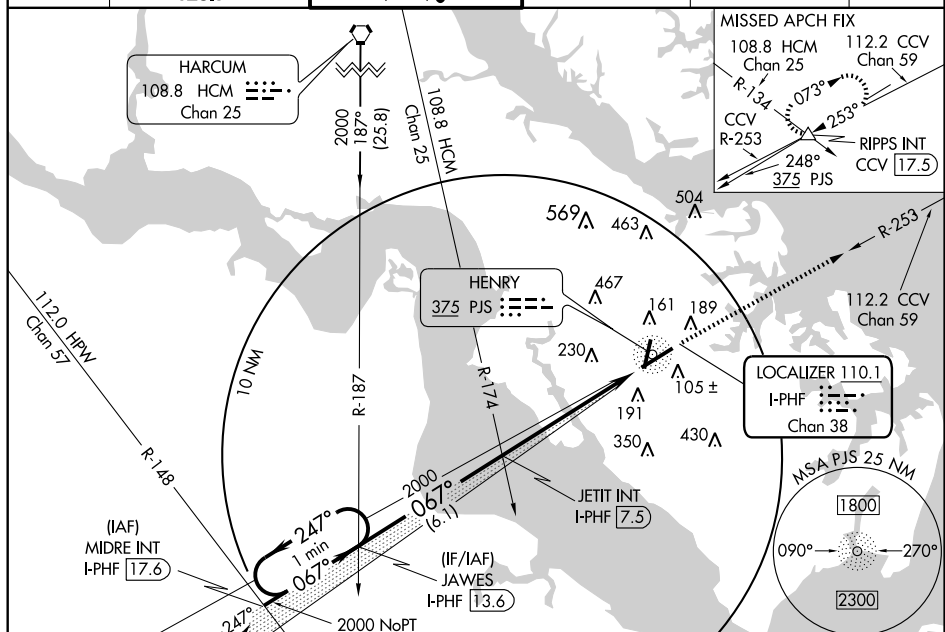 MISSED APCH FIX
108.8 HCM
Chan 25
112.2 CCV
Chan 59
R-134
073°
253°
CCV
R-253
RIPPS INT
CCV 17.5
248°
375 PJS
HARCUM
108.8 HCM
Chan 25
2000
187°
(25.8)
108.8 HCM
Chan 25
569
463
504
R-253
HENRY
375 PJS
467
161
189
112.2 CCV
Chan 59
112.0 HPW
Chan 57
10 NM
230
R-187
R-174
105 ±
191
350
430
LOCALIZER 110.1
I-PHF
Chan 38
R-148
2000
067°
(6.1)
JETIT INT
I-PHF 7.5
MSA PJS 25 NM
1800
090°
270°
2300
247°
1 min
067°
(IAF)
MIDRE INT
I-PHF 17.6
(IF/IAF)
JAWES
I-PHF 13.6
247°
2000 NoPT